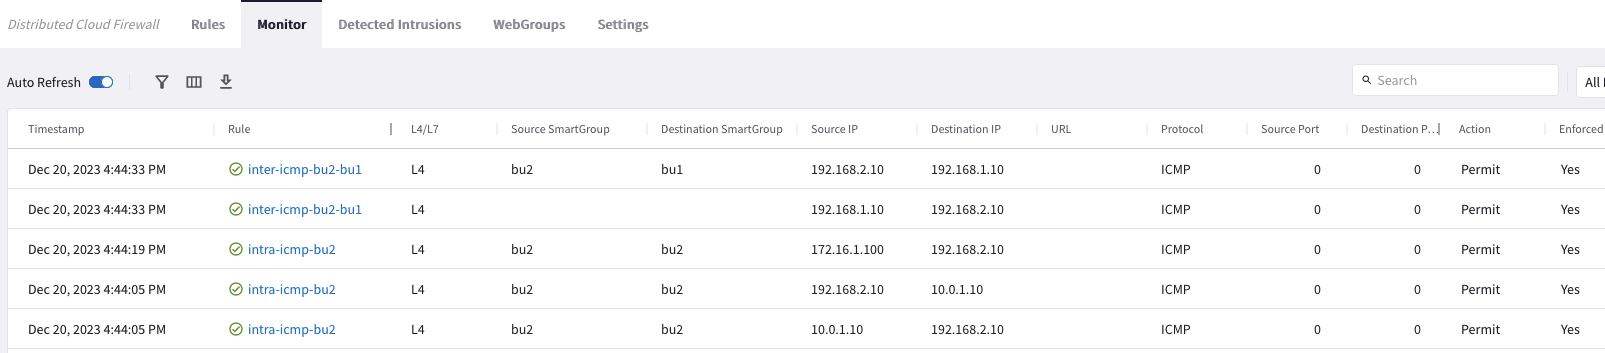 Distributed Cloud Firewall Rules Monitor Detected Intrusions WebGroups Settings
Auto Refresh Search All
Timestamp Rule L4/L7 Source SmartGroup Destination SmartGroup Source IP Destination IP URL Protocol Source Port Destination P... Action Enforced
Dec 20, 2023 4:44:33 PM inter-icmp-bu2-bu1 L4 bu2 bu1 192.168.2.10 192.168.1.10 ICMP 0 0 Permit Yes
Dec 20, 2023 4:44:33 PM inter-icmp-bu2-bu1 L4 192.168.1.10 192.168.2.10 ICMP 0 0 Permit Yes
Dec 20, 2023 4:44:19 PM intra-icmp-bu2 L4 bu2 bu2 172.16.1.100 192.168.2.10 ICMP 0 0 Permit Yes
Dec 20, 2023 4:44:05 PM intra-icmp-bu2 L4 bu2 bu2 192.168.2.10 10.0.1.10 ICMP 0 0 Permit Yes
Dec 20, 2023 4:44:05 PM intra-icmp-bu2 L4 bu2 bu2 10.0.1.10 192.168.2.10 ICMP 0 0 Permit Yes